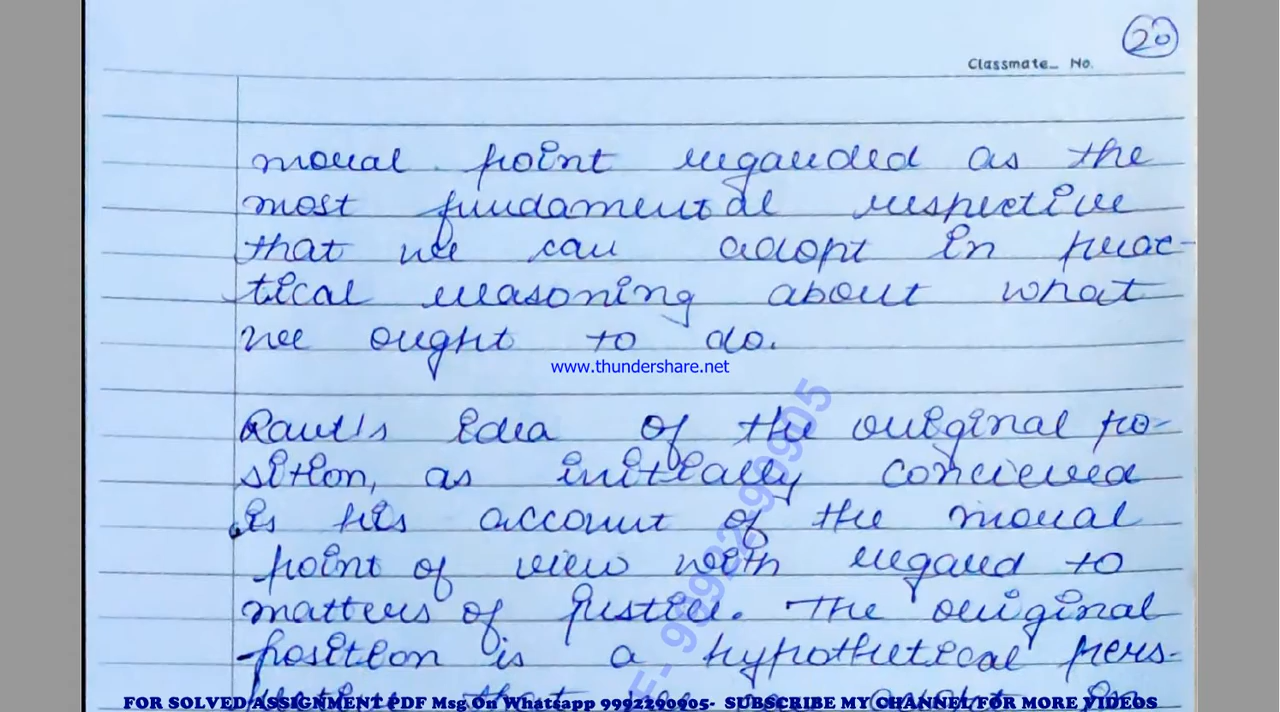 20
Classmate_ No.
moral point regarded as the
most fundamental respective
that we can adopt in prac-
tical reasoning about what
we ought to do.
www.thundershare.net
Rawl's idea of the original po-
sition, as initially concieved
is his account of the moral
point of view with regard to
matters of justice. The original
position is a hypothetical pers-
FOR SOLVED ASSIGNMENT PDF Msg On Whatsapp 9992290905- SUBSCRIBE MY CHANNEL FOR MORE VIDEOS